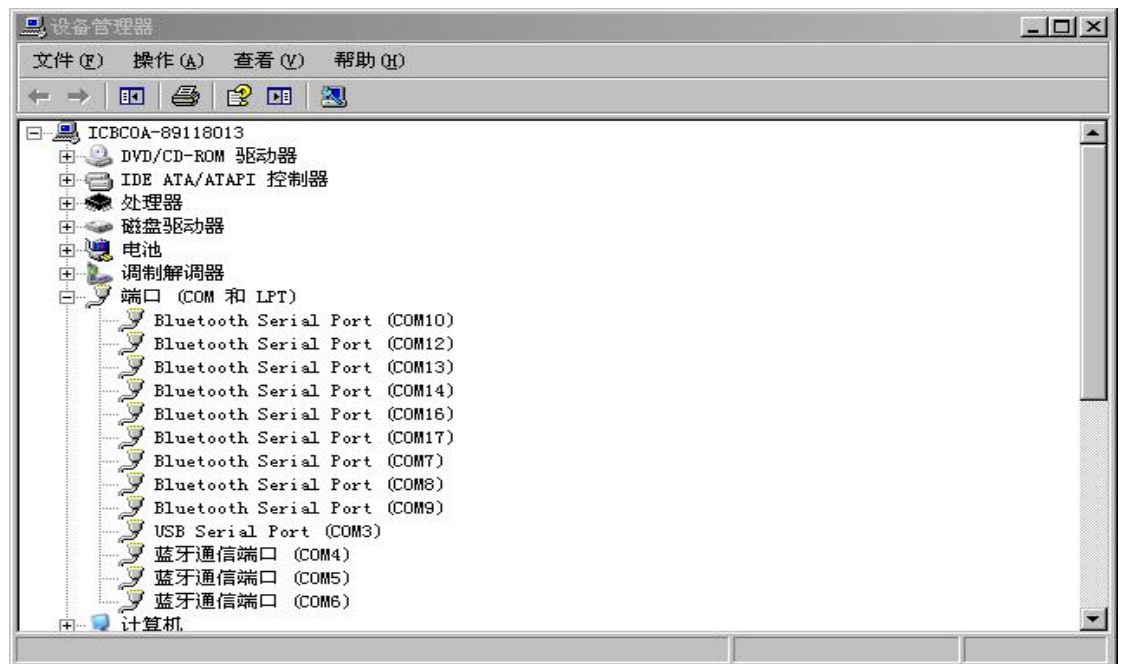 设备管理器
文件(F) 操作(A) 查看(V) 帮助(H)
ICBCOA-89118013
DVD/CD-ROM 驱动器
IDE ATA/ATAPI 控制器
处理器
磁盘驱动器
电池
调制解调器
端口 (COM 和 LPT)
Bluetooth Serial Port (COM10)
Bluetooth Serial Port (COM12)
Bluetooth Serial Port (COM13)
Bluetooth Serial Port (COM14)
Bluetooth Serial Port (COM16)
Bluetooth Serial Port (COM17)
Bluetooth Serial Port (COM7)
Bluetooth Serial Port (COM8)
Bluetooth Serial Port (COM9)
USB Serial Port (COM3)
蓝牙通信端口 (COM4)
蓝牙通信端口 (COM5)
蓝牙通信端口 (COM6)
计算机